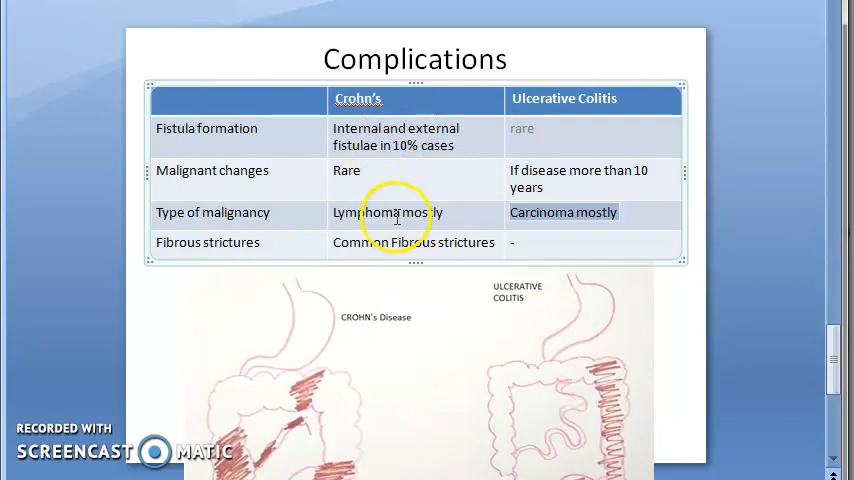 Complications
Crohn's
Ulcerative Colitis
Fistula formation
Internal and external
fistulae in 10% cases
rare
Malignant changes
Rare
If disease more than 10
years
Type of malignancy
Lymphoma mostly
Carcinoma mostly
Fibrous strictures
Common Fibrous strictures
-
CROHN's Disease
ULCERATIVE
COLITIS
RECORDED WITH
SCREENCAST MATIC